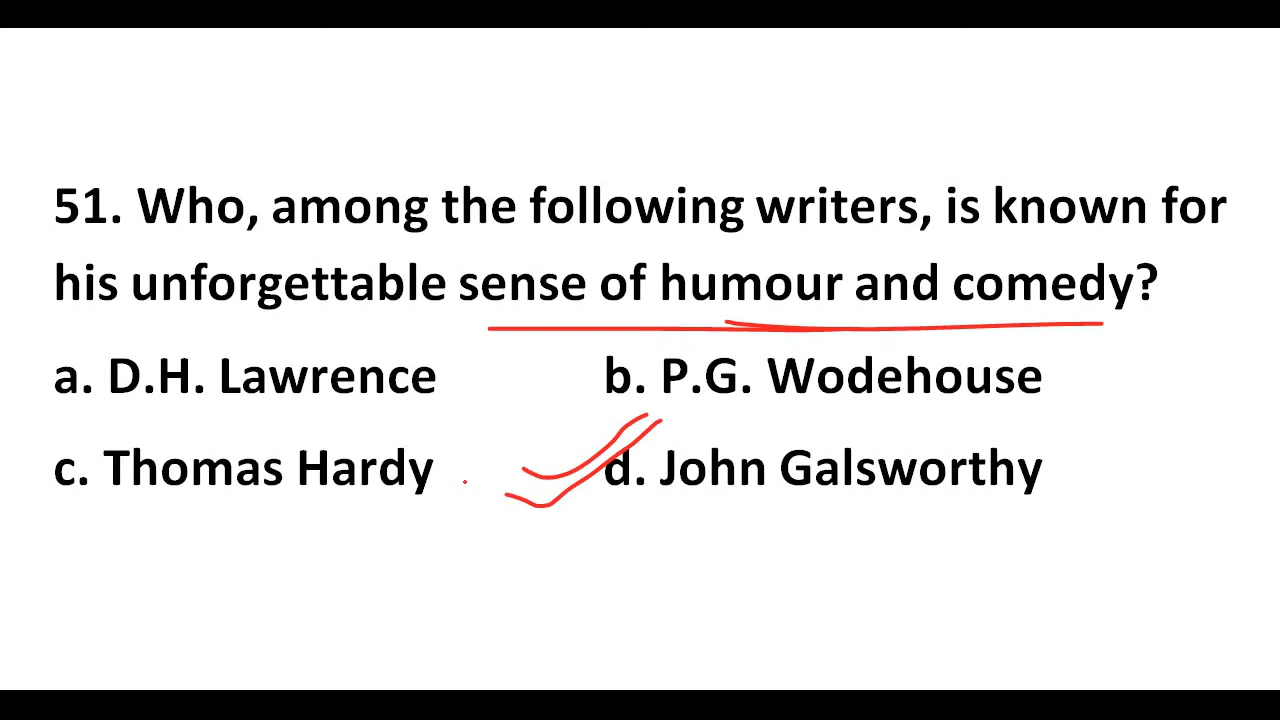 51. Who, among the following writers, is known for
his unforgettable sense of humour and comedy?
a. D.H. Lawrence b. P.G. Wodehouse
c. Thomas Hardy d. John Galsworthy